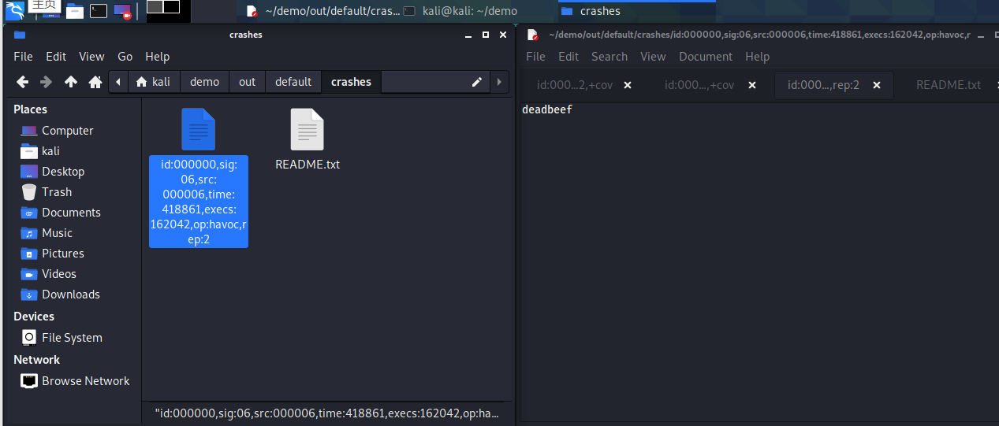 主页
~/demo/out/default/cras...
kali@kali: ~/demo
crashes
crashes
File Edit View Go Help
kali demo out default crashes
Places
Computer
kali
Desktop
Trash
Documents
Music
Pictures
Videos
Downloads
Devices
File System
Network
Browse Network
id:000000,sig:
06,src:
000006,time:
418861,execs:
162042,op:havoc,r
ep:2
README.txt
"id:000000,sig:06,src:000006,time:418861,execs:162042,op:ha...
~/demo/out/default/crashes/id:000000,sig:06,src:000006,time:418861,execs:162042,op:havoc,r
File Edit Search View Document Help
id:000...2,+cov
id:000...,+cov
id:000...,rep:2
README.txt
deadbeef